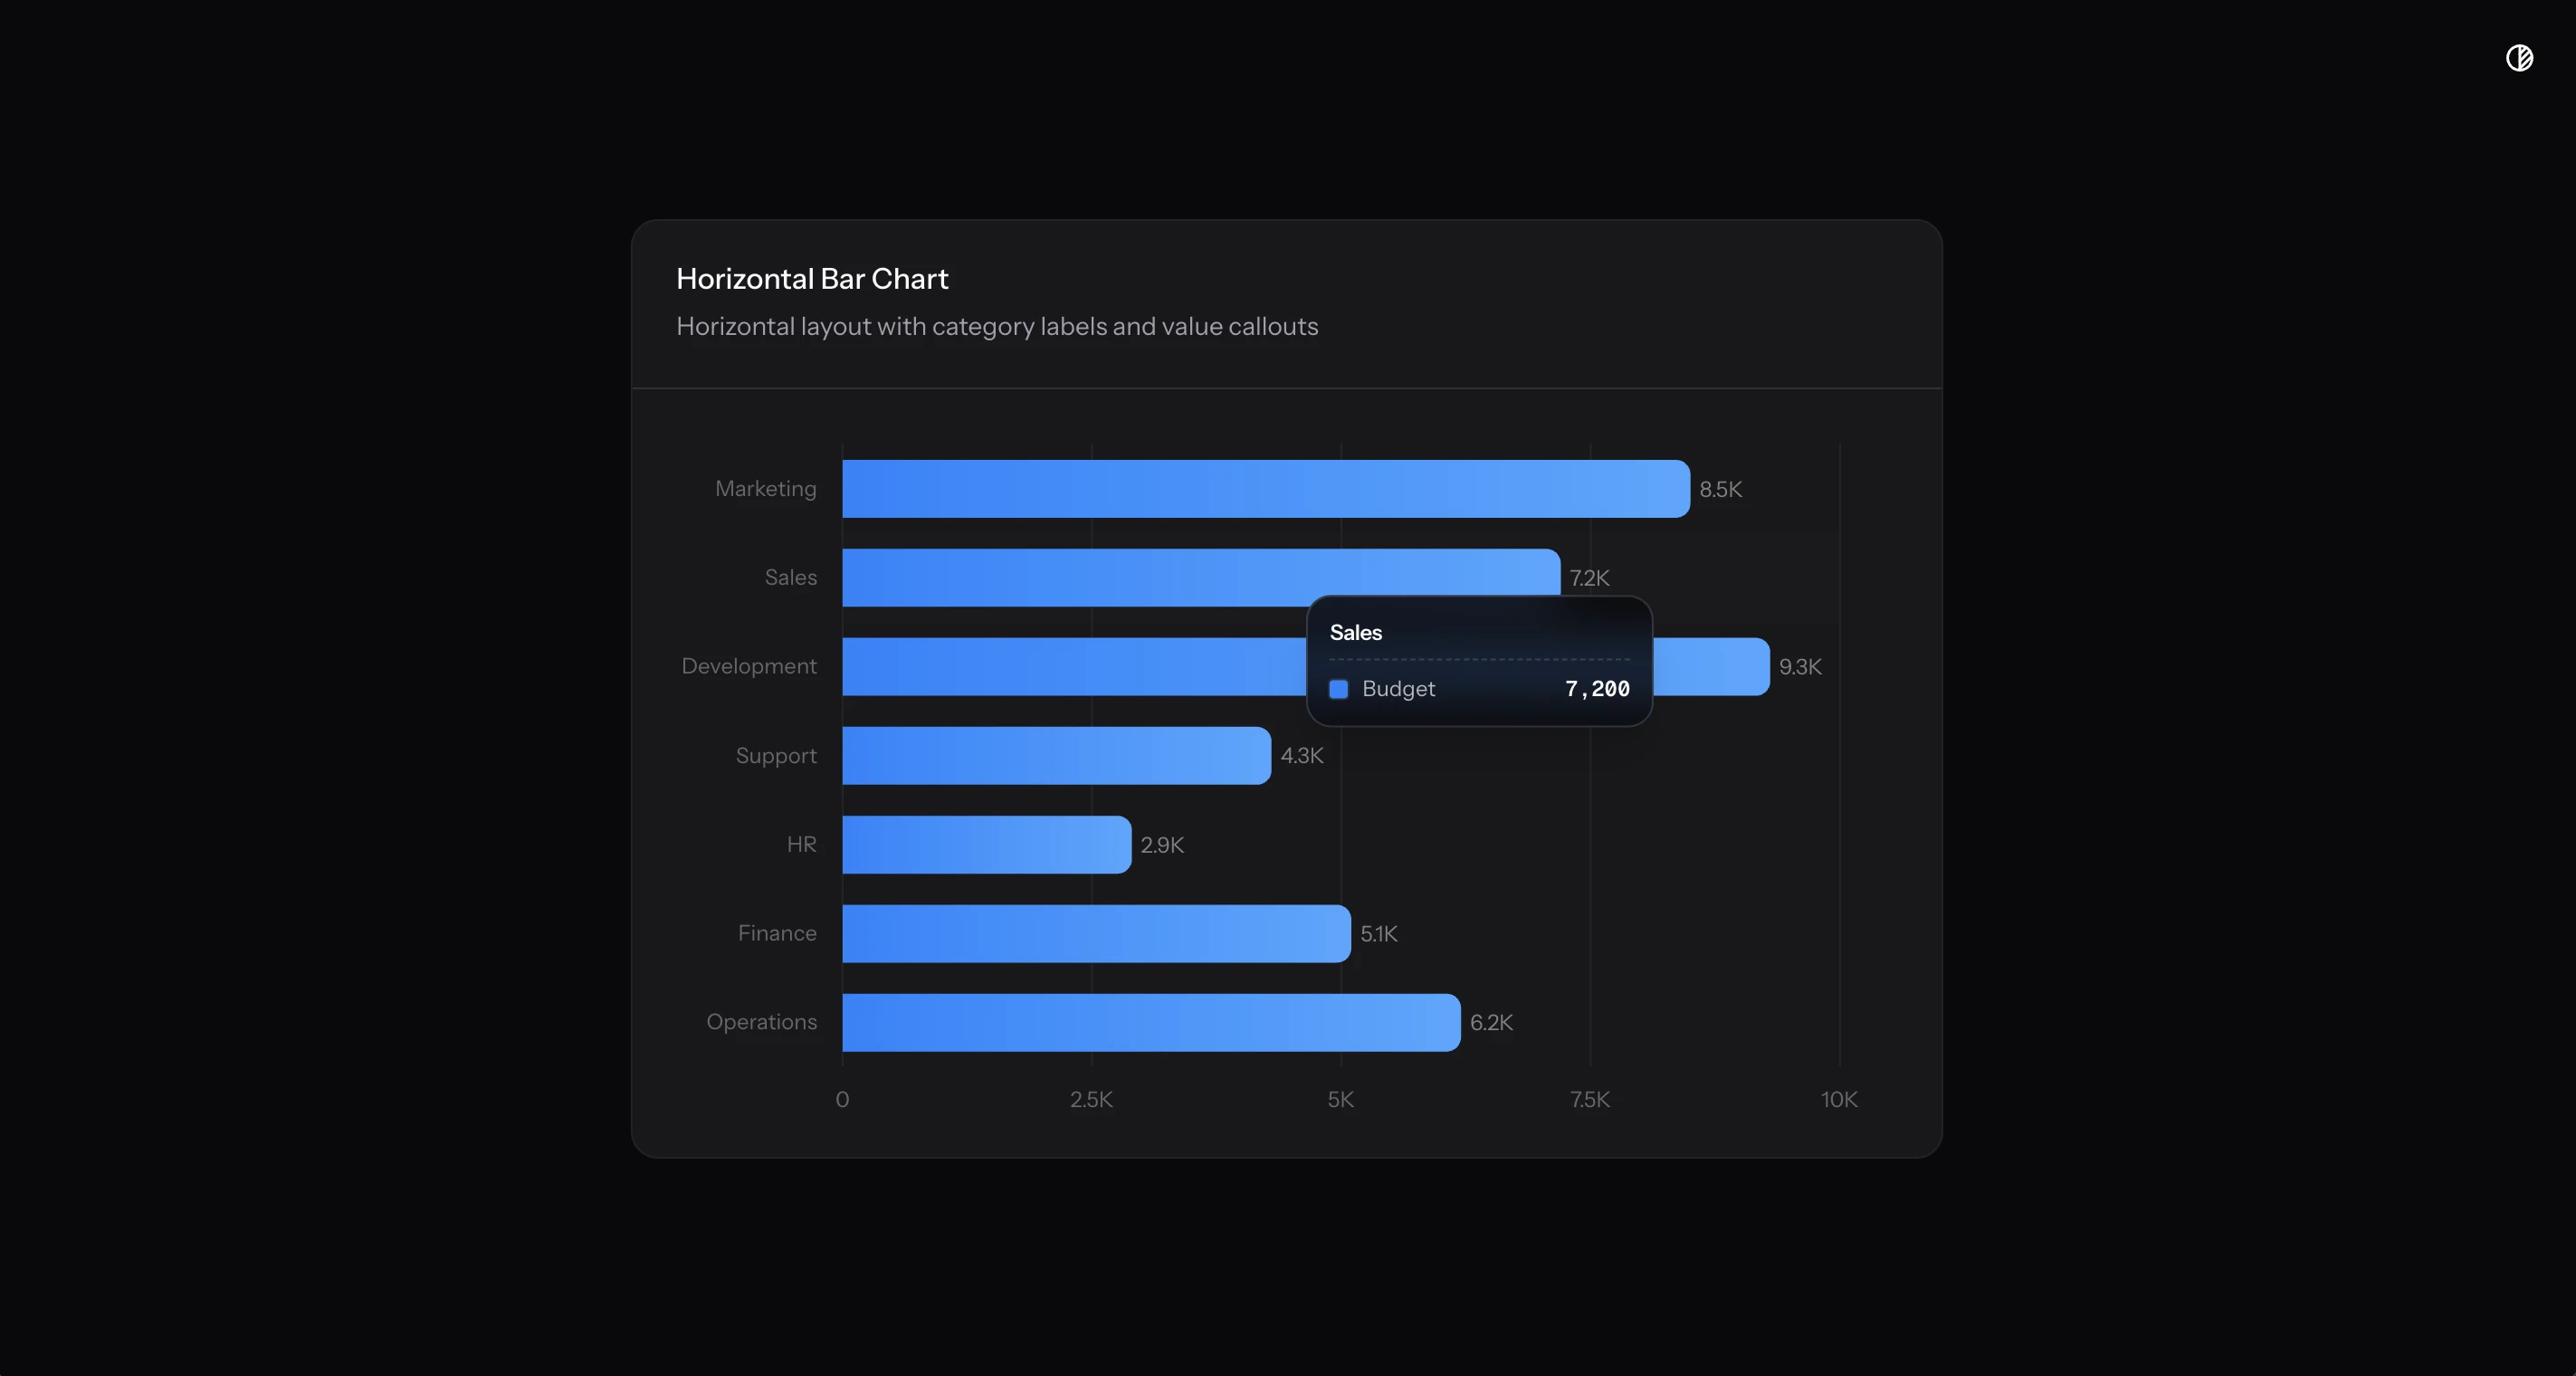 Horizontal Bar Chart
Horizontal layout with category labels and value callouts
Marketing 8.5K
Sales 7.2K
Sales
Development 9.3K
Budget 7,200
Support 4.3K
HR 2.9K
Finance 5.1K
Operations 6.2K
0 2.5K 5K 7.5K 10K